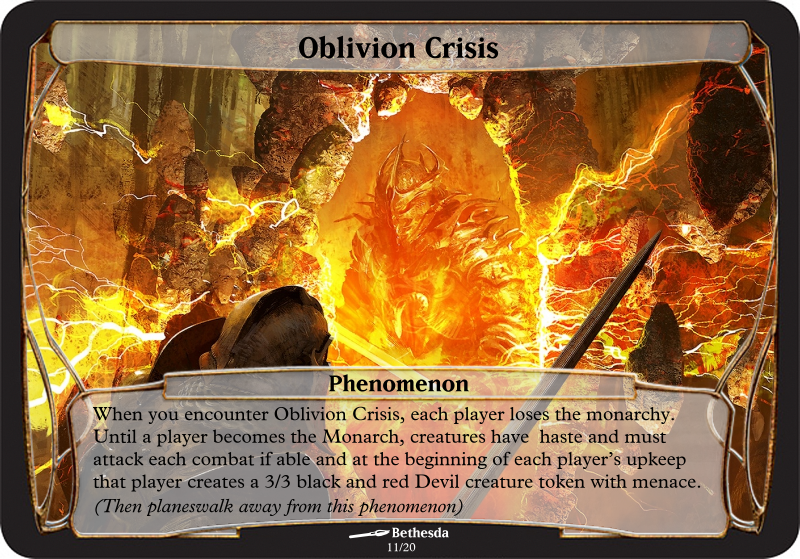 Oblivion Crisis
Phenomenon
When you encounter Oblivion Crisis, each player loses the monarchy.
Until a player becomes the Monarch, creatures have  haste and must
attack each combat if able and at the beginning of each player's upkeep
that player creates a 3/3 black and red Devil creature token with menace.
(Then planeswalk away from this phenomenon)
Bethesda
11/20